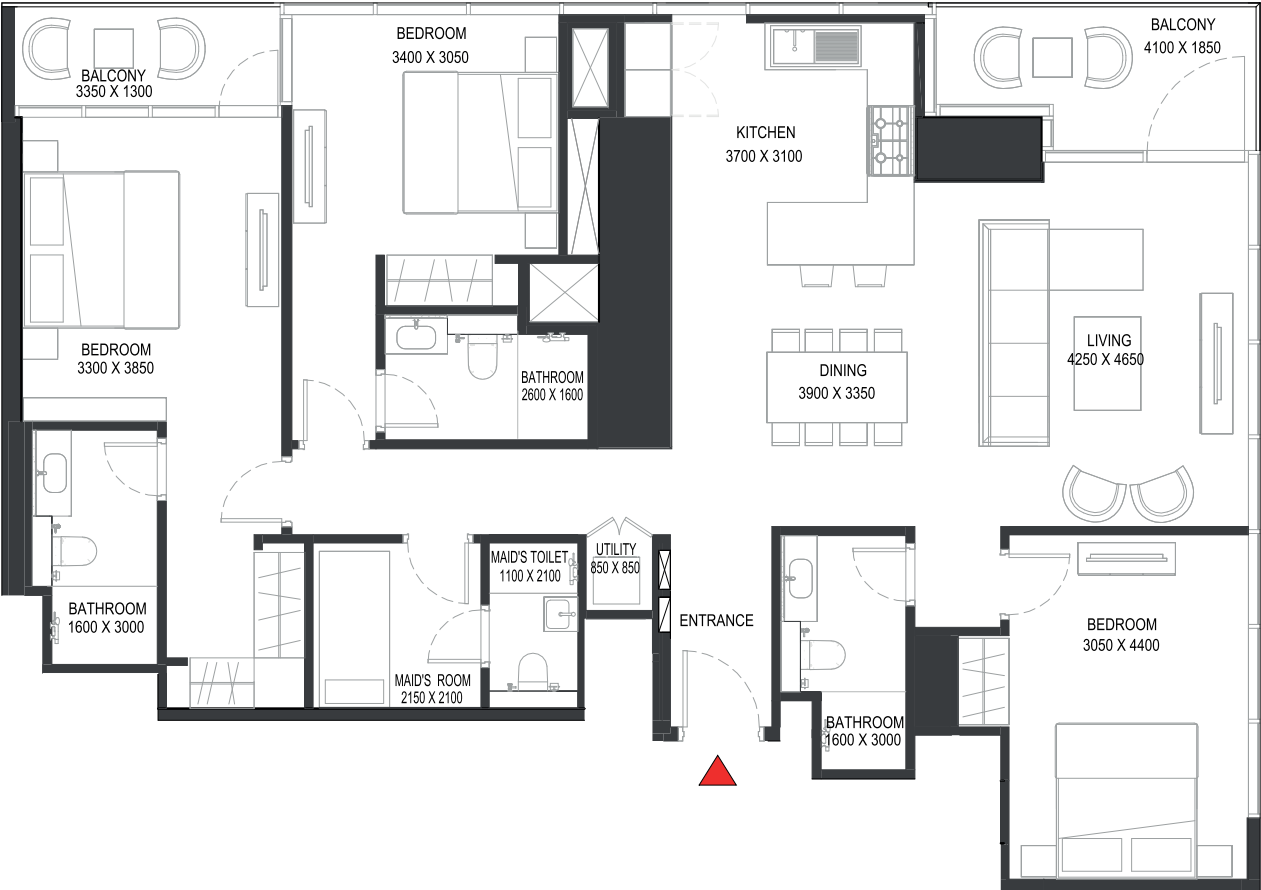 BALCONY
3350 X 1300
BEDROOM
3400 X 3050
BALCONY
4100 X 1850
KITCHEN
3700 X 3100
BEDROOM
3300 X 3850
BATHROOM
2600 X 1600
DINING
3900 X 3350
LIVING
4250 X 4650
BATHROOM
1600 X 3000
MAID'S TOILET
1100 X 2100
UTILITY
850 X 850
ENTRANCE
MAID'S ROOM
2150 X 2100
BATHROOM
1600 X 3000
BEDROOM
3050 X 4400